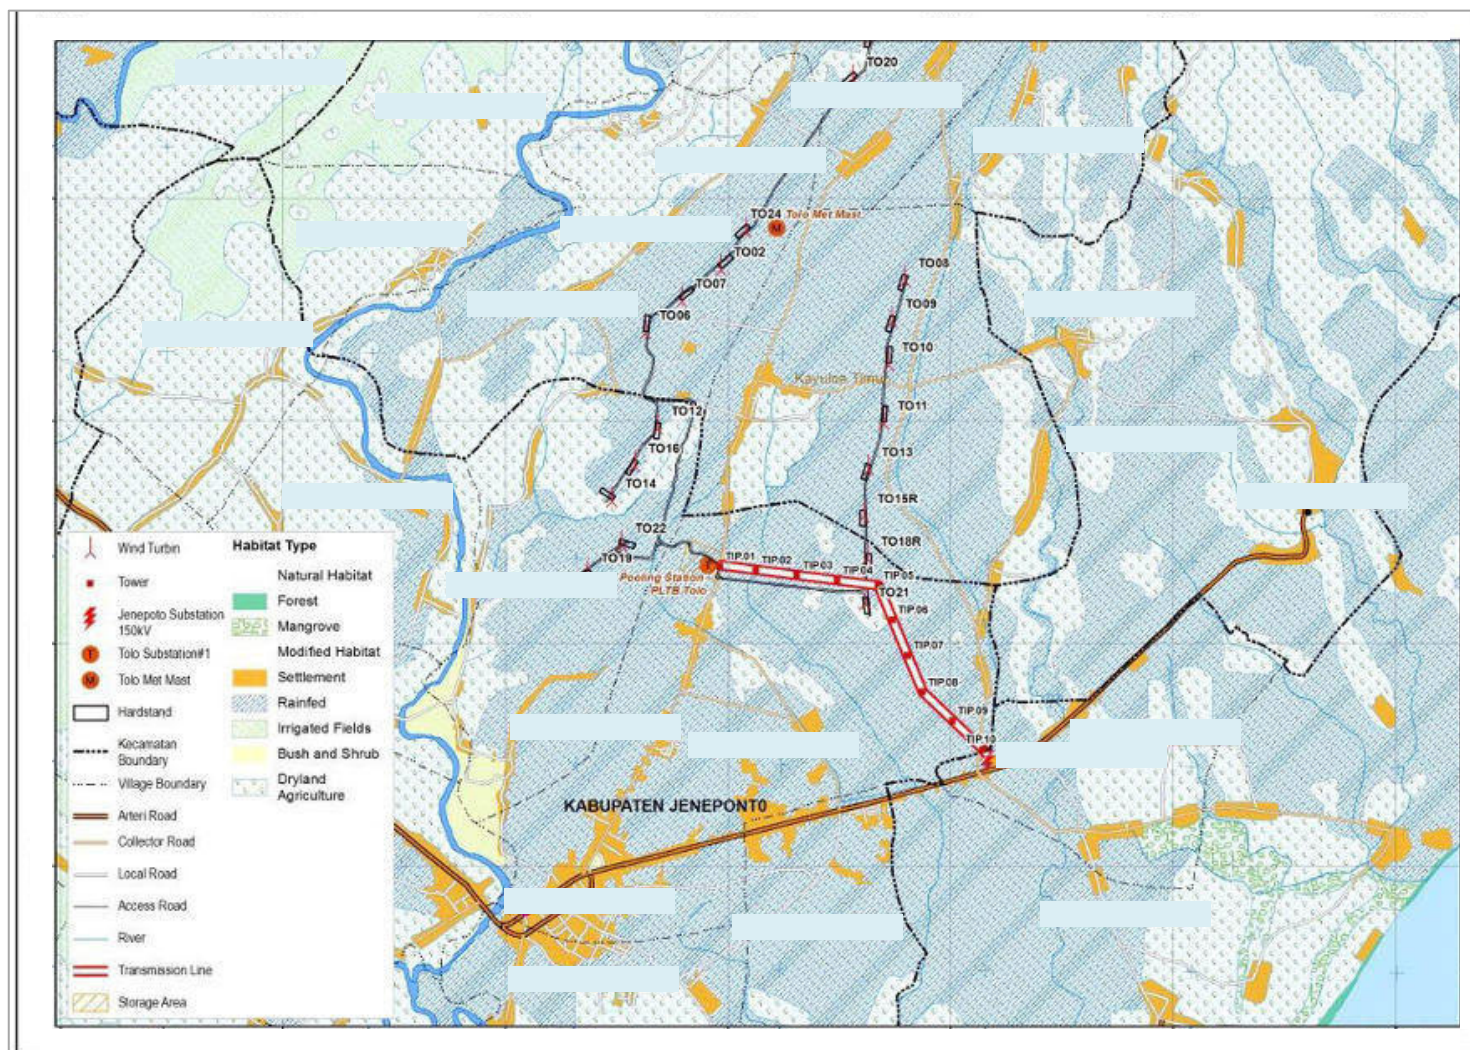 TO20
TO24
Tolo Met Mast
M
TO02
TO07
TO06
TO08
TO09
TO10
Kayuloe Timur
TO11
TO12
TO16
TO14
TO13
TO15R
TO22
TO18R
TO19
T
Pooling Station -
PLTB Tolo
TIP.01
TIP.02
TIP.03
TIP.04
TIP.05
TO21
TIP.06
TIP.07
TIP.08
TIP.09
TIP.10
KABUPATEN JENEPONTO
Wind Turbin
Tower
Jenepoto Substation
150kV
T
Tolo Substation#1
M
Tolo Met Mast
Hardstand
Kecamatan
Boundary
Village Boundary
Arteri Road
Collector Road
Local Road
Access Road
River
Transmission Line
Storage Area
Habitat Type
Natural Habitat
Forest
Mangrove
Modified Habitat
Settlement
Rainfed
Irrigated Fields
Bush and Shrub
Dryland
Agriculture